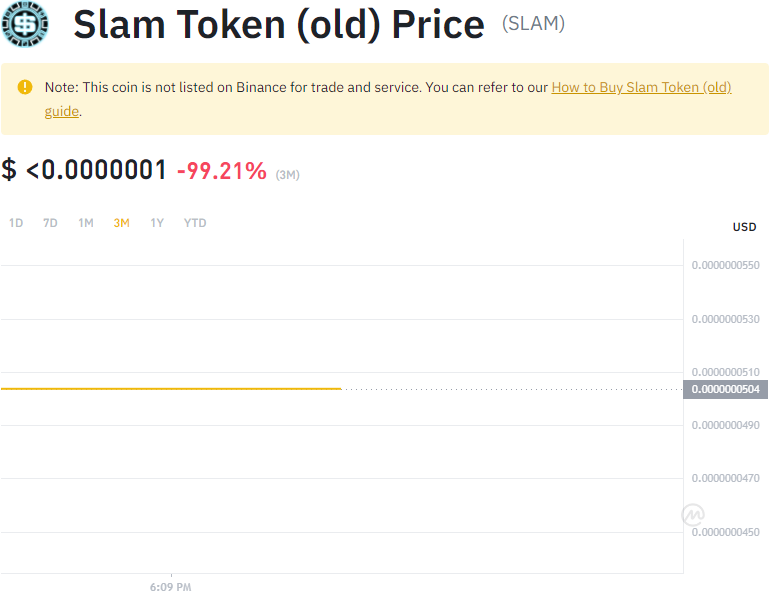 Slam Token (old) Price (SLAM)
Note: This coin is not listed on Binance for trade and service. You can refer to our How to Buy Slam Token (old)
guide.
$ <0.0000001 -99.21% (3M)
1D 7D 1M 3M 1Y YTD
USD
0.0000000550
0.0000000530
0.0000000510
0.0000000504
0.0000000490
0.0000000470
0.0000000450
6:09 PM